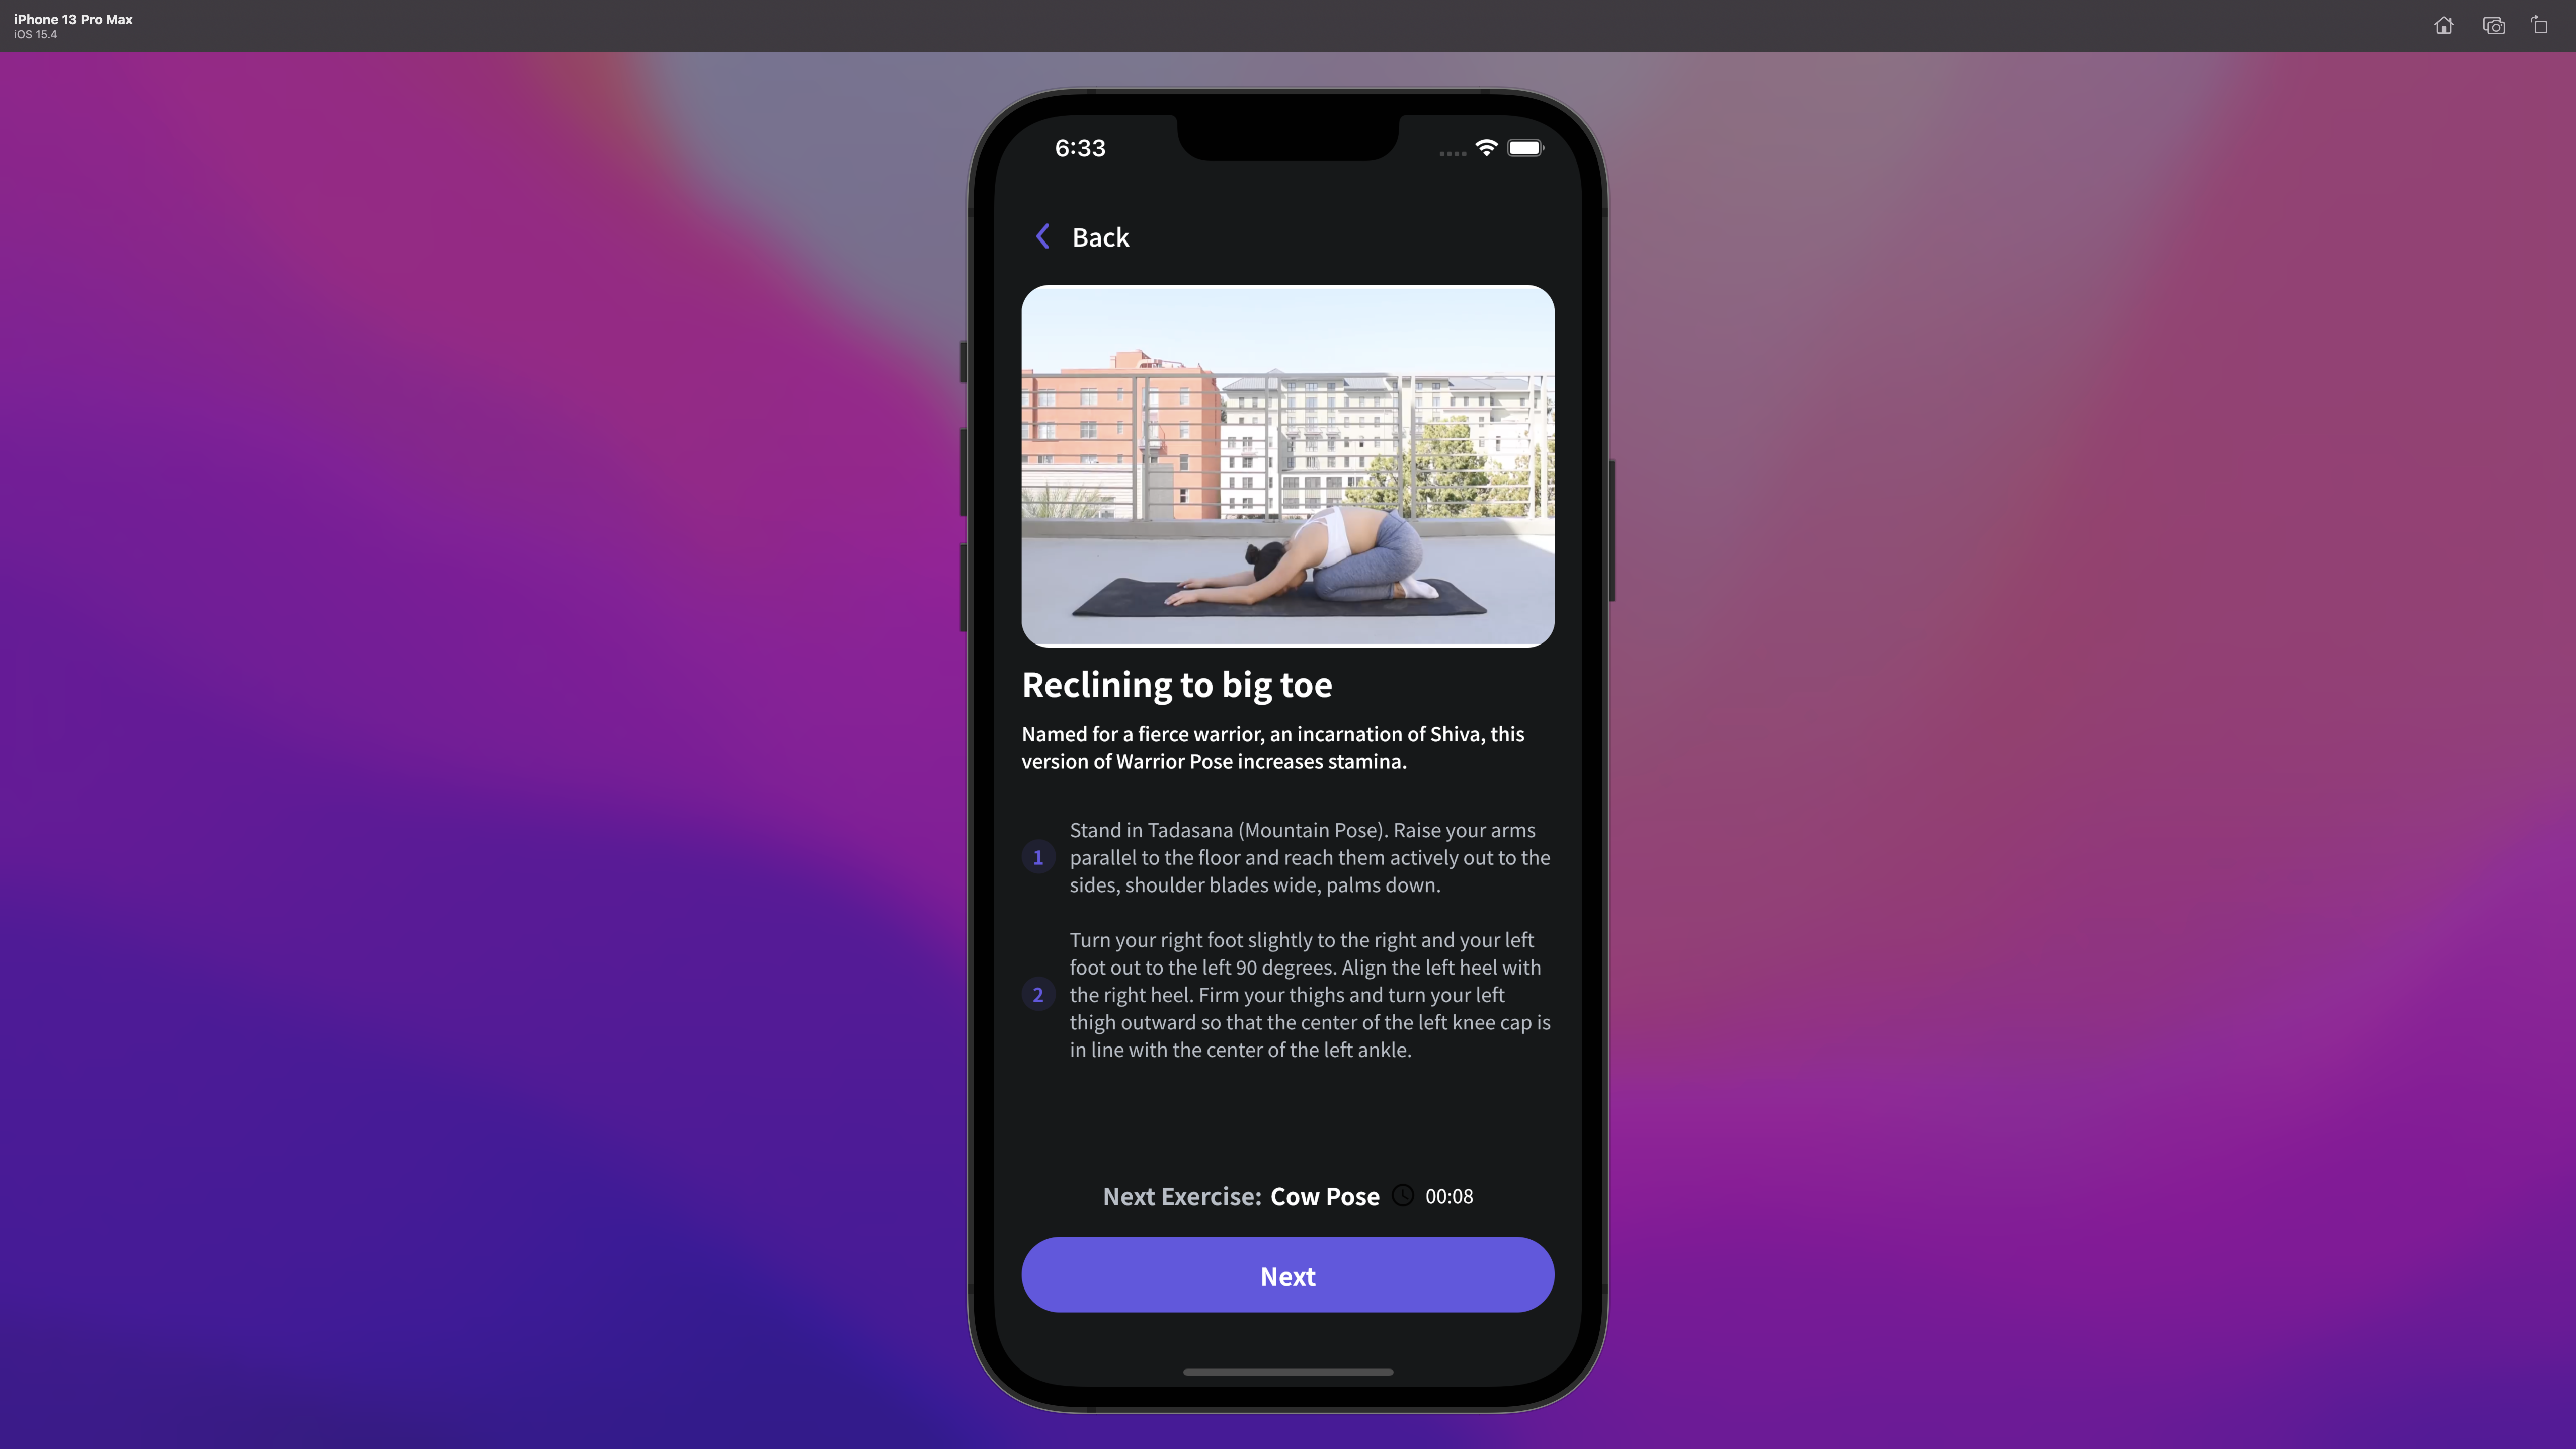 iPhone 13 Pro Max
iOS 15.4
6:33
Back
Reclining to big toe
Named for a fierce warrior, an incarnation of Shiva, this
version of Warrior Pose increases stamina.
1
Stand in Tadasana (Mountain Pose). Raise your arms
parallel to the floor and reach them actively out to the
sides, shoulder blades wide, palms down.
2
Turn your right foot slightly to the right and your left
foot out to the left 90 degrees. Align the left heel with
the right heel. Firm your thighs and turn your left
thigh outward so that the center of the left knee cap is
in line with the center of the left ankle.
Next Exercise: Cow Pose 00:08
Next